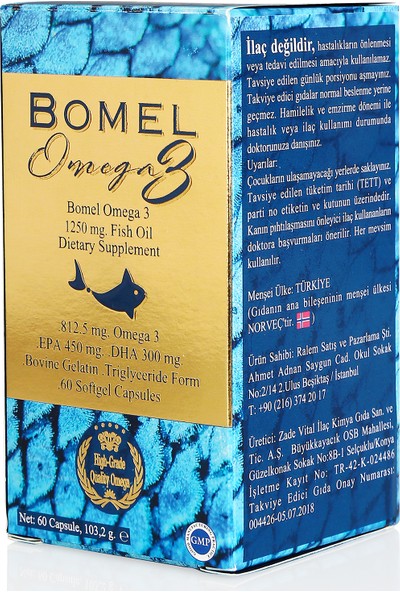 BOMEL
Omega 3
Bomel Omega 3
1250 mg. Fish Oil
Dietary Supplement
.812.5 mg. Omega 3
.EPA 450 mg. .DHA 300 mg.
Bovine Gelatin .Triglyceride Form
.60 Softgel Capsules
High-Grade
Quality Omega
Net: 60 Capsule, 103,2 g. ℮
İlaç değildir, hastalıkların önlenmesi
veya tedavi edilmesi amacıyla kullanılamaz.
Tavsiye edilen günlük porsiyonu aşmayınız.
Takviye edici gıdalar normal beslenme yerine
geçmez. Hamilelik ve emzirme dönemi ile
hastalık veya ilaç kullanımı durumunda
doktorunuza danışınız.
Uyarılar:
Çocukların ulaşamayacağı yerlerde saklayınız.
Tavsiye edilen tüketim tarihi (TETT) ve
parti no etiketin ve kutunun üzerindedir.
Kanın pıhtılaşmasını önleyici ilaç kullananların
doktora başvurmaları önerilir. Her mevsim
kullanılır.
Menşei Ülke: TÜRKİYE
(Gıdanın ana bileşeninin menşei ülkesi
NORVEÇ'tir. )
Ürün Sahibi: Ralem Satış ve Pazarlama Şti.
Ahmet Adnan Saygun Cad. Okul Sokak
No:2/14 2.Ulus Beşiktaş / İstanbul
T: +90 (216) 374 20 17
Üretici: Zade Vital İlaç Kimya Gıda San. ve
Tic. A.Ş. Büyükkayacık OSB Mahallesi,
Güzelkonak Sokak No:8B-1 Selçuklu/Konya
İşletme Kayıt No: TR-42-K-024486
Takviye Edici Gıda Onay Numarası:
004426-05.07.2018
GMP